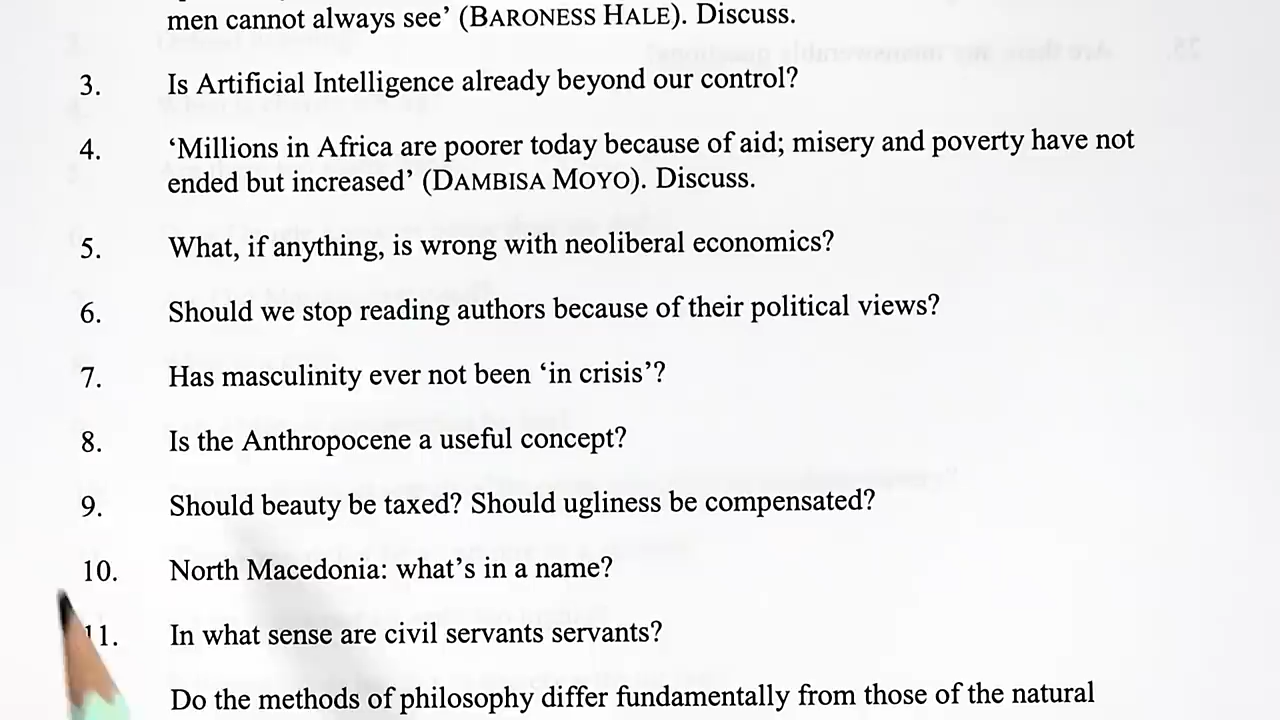 men cannot always see’ (BARONESS HALE). Discuss.
3. Is Artificial Intelligence already beyond our control?
4. ‘Millions in Africa are poorer today because of aid; misery and poverty have not
ended but increased’ (DAMBISA MOYO). Discuss.
5. What, if anything, is wrong with neoliberal economics?
6. Should we stop reading authors because of their political views?
7. Has masculinity ever not been ‘in crisis’?
8. Is the Anthropocene a useful concept?
9. Should beauty be taxed? Should ugliness be compensated?
10. North Macedonia: what’s in a name?
11. In what sense are civil servants servants?
Do the methods of philosophy differ fundamentally from those of the natural